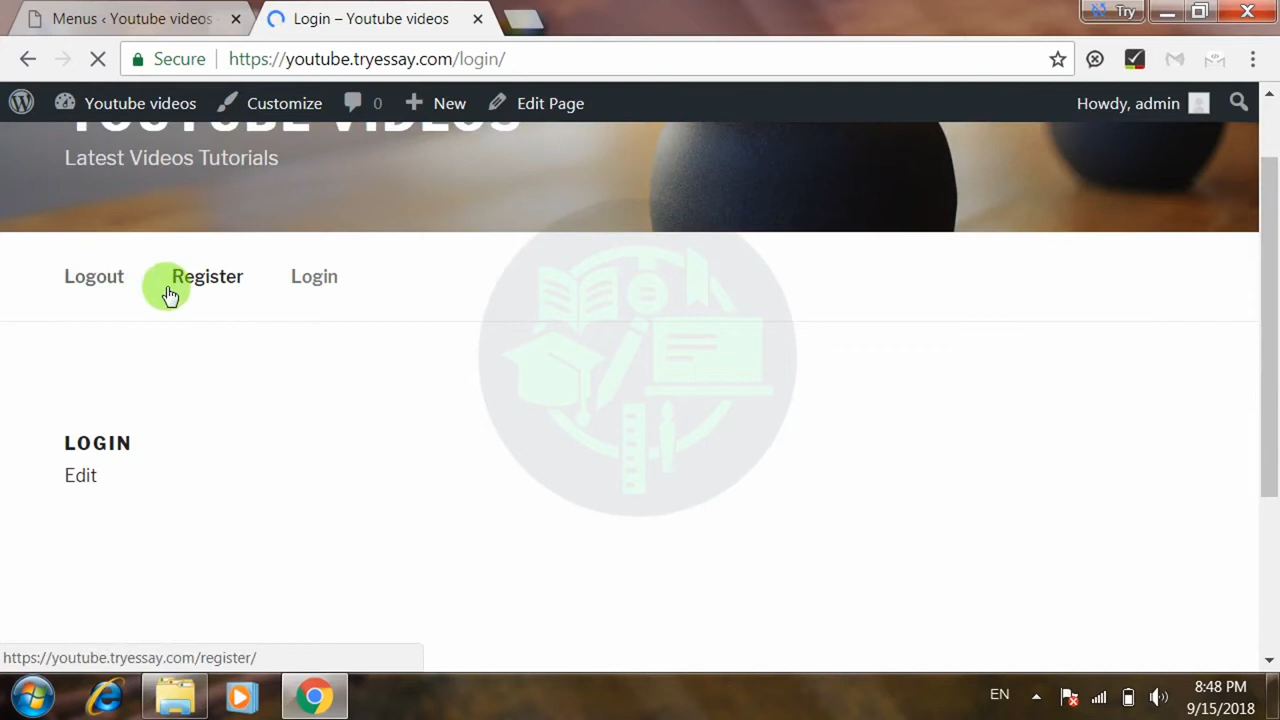 Menus ‹ Youtube videos
Login – Youtube videos
Try
Secure
https://youtube.tryessay.com/login/
Youtube videos
Customize
0
New
Edit Page
Howdy, admin
YOUTUBE VIDEOS
Latest Videos Tutorials
Logout
Register
Login
LOGIN
Edit
https://youtube.tryessay.com/register/
EN
8:48 PM
9/15/2018